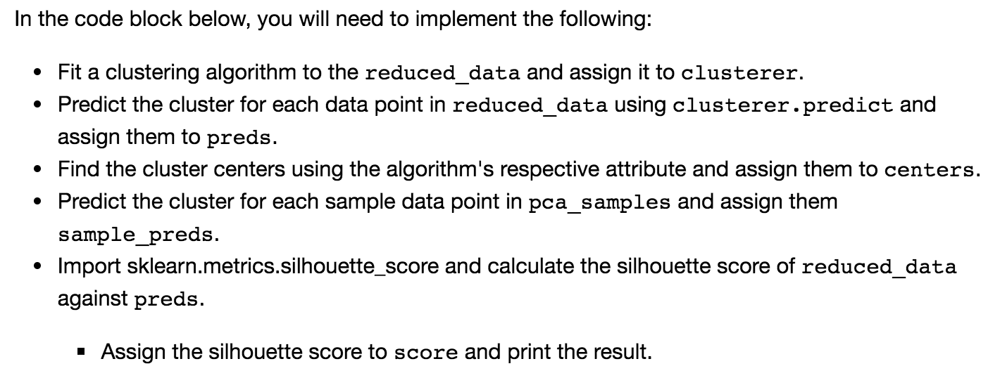 In the code block below, you will need to implement the following:
• Fit a clustering algorithm to the reduced_data and assign it to clusterer.
• Predict the cluster for each data point in reduced_data using clusterer.predict and
assign them to preds.
• Find the cluster centers using the algorithm's respective attribute and assign them to centers.
• Predict the cluster for each sample data point in pca_samples and assign them
sample_preds.
• Import sklearn.metrics.silhouette_score and calculate the silhouette score of reduced_data
against preds.
▪ Assign the silhouette score to score and print the result.